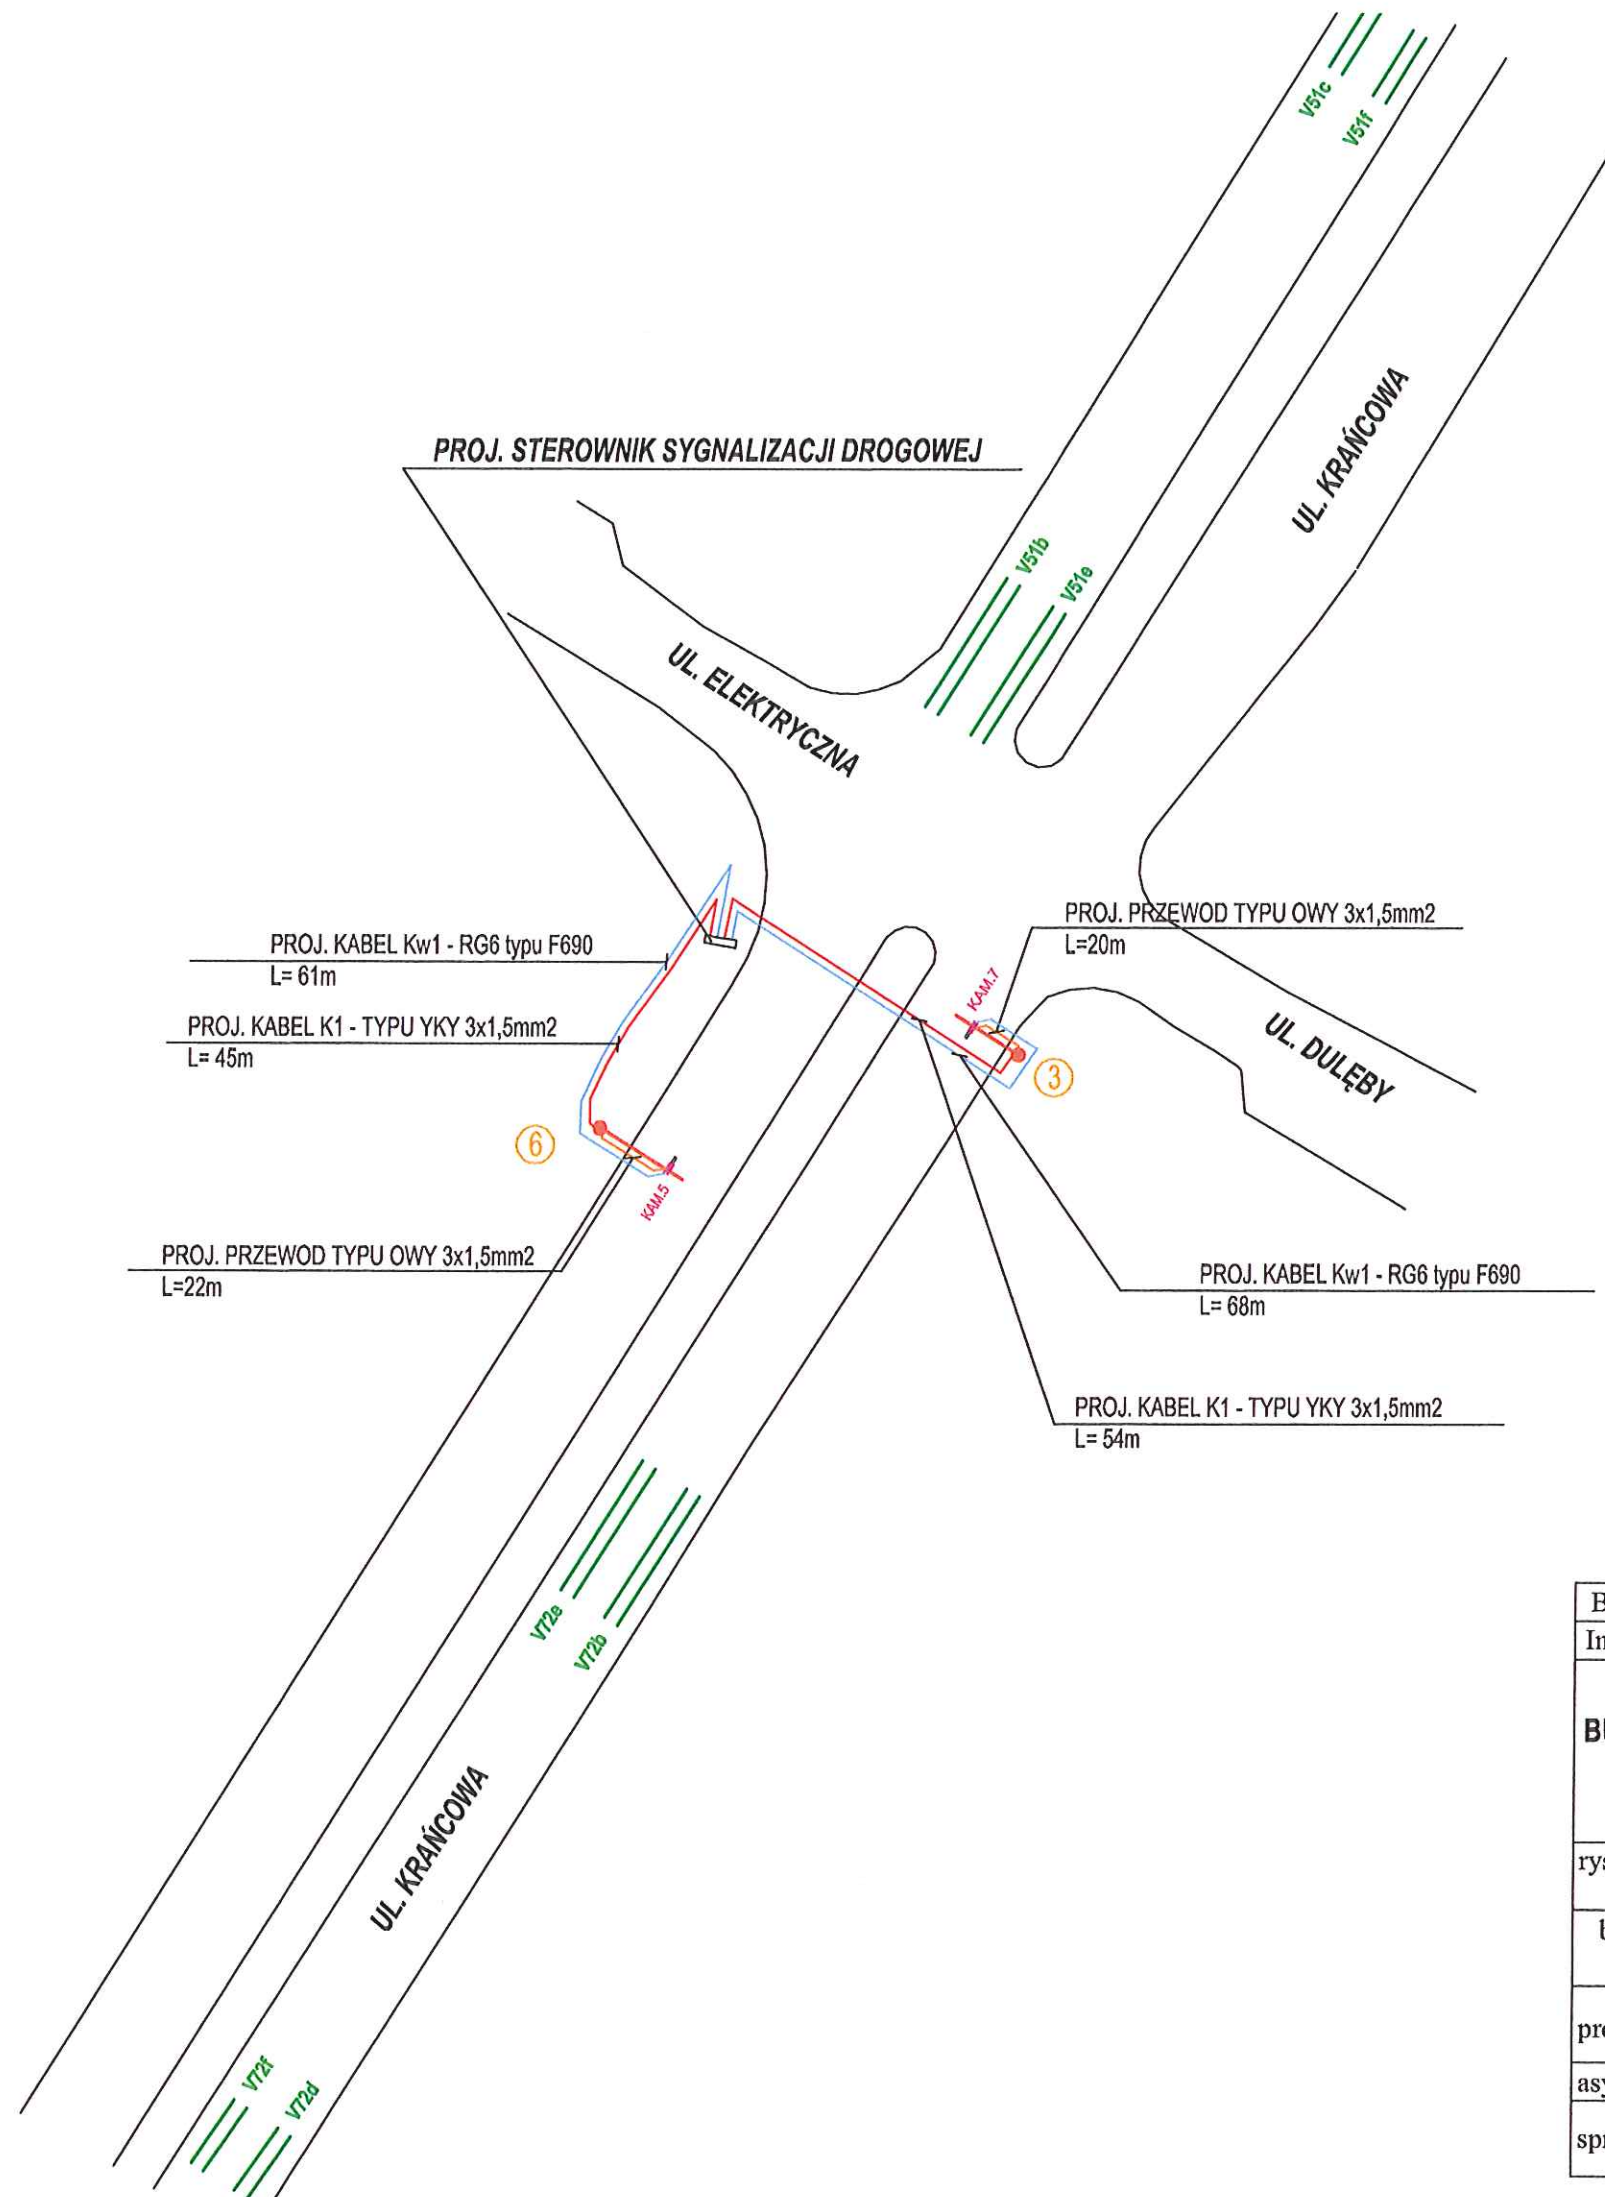 V51c
V51f
UL. KRAŃCOWA
PROJ. STEROWNIK SYGNALIZACJI DROGOWEJ
V51b
V51e
UL. ELEKTRYCZNA
PROJ. PRZEWOD TYPU OWY 3x1,5mm2
L=20m
PROJ. KABEL Kw1 - RG6 typu F690
L= 61m
KAM.7
PROJ. KABEL K1 - TYPU YKY 3x1,5mm2
L= 45m
UL. DULĘBY
3
6
KAM.5
PROJ. PRZEWOD TYPU OWY 3x1,5mm2
L=22m
PROJ. KABEL Kw1 - RG6 typu F690
L= 68m
PROJ. KABEL K1 - TYPU YKY 3x1,5mm2
L= 54m
V72e
V72b
UL. KRAŃCOWA
V72f
V72d